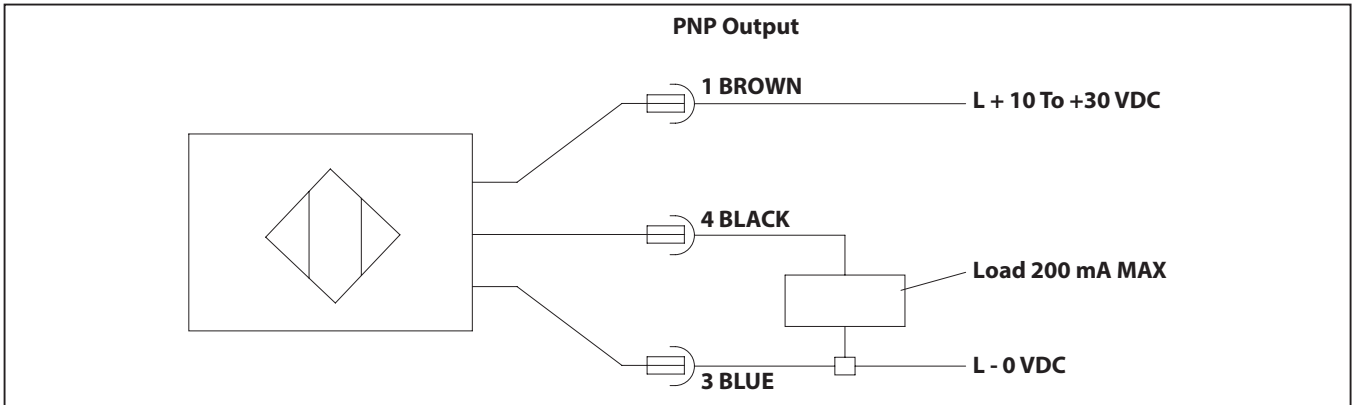 PNP Output
1 BROWN
L + 10 To +30 VDC
4 BLACK
Load 200 mA MAX
L - 0 VDC
3 BLUE